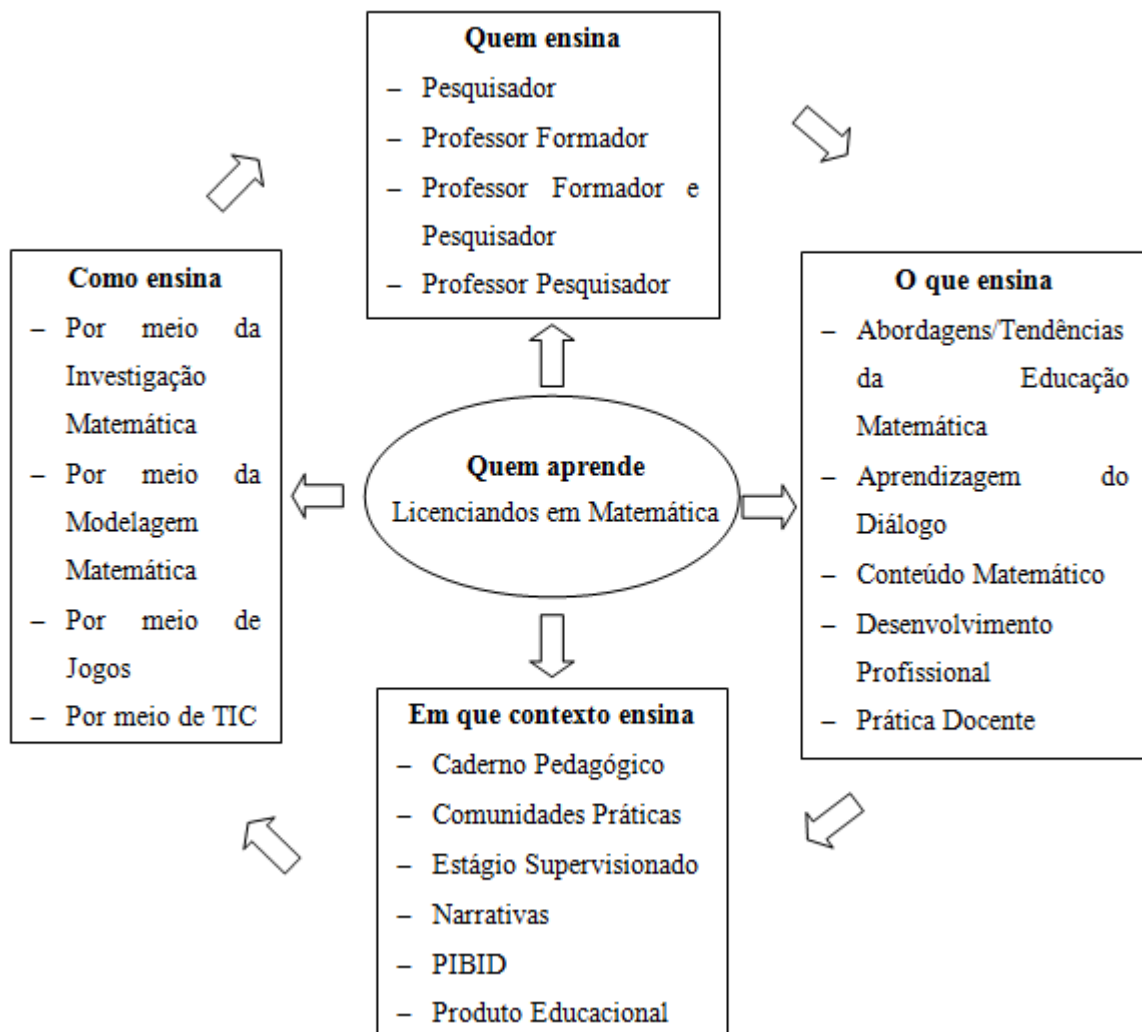 Quem ensina
– Pesquisador
– Professor Formador
– Professor Formador e
Pesquisador
– Professor Pesquisador
Como ensina
– Por meio da
Investigação
Matemática
– Por meio da
Modelagem
Matemática
– Por meio de
Jogos
– Por meio de TIC
Quem aprende
Licenciandos em Matemática
O que ensina
– Abordagens/Tendências
da Educação
Matemática
– Aprendizagem do
Diálogo
– Conteúdo Matemático
– Desenvolvimento
Profissional
– Prática Docente
Em que contexto ensina
– Caderno Pedagógico
– Comunidades Práticas
– Estágio Supervisionado
– Narrativas
– PIBID
– Produto Educacional